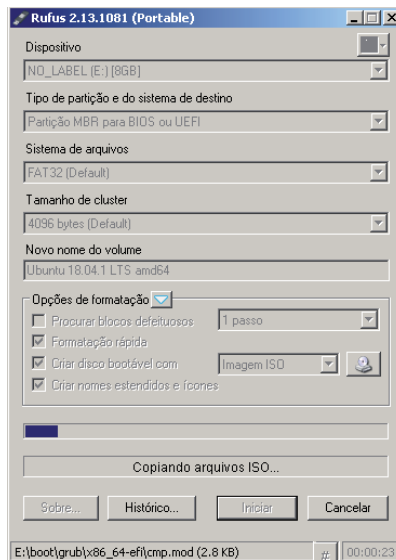 Rufus 2.13.1081 (Portable)
Dispositivo
NO_LABEL (E:) [8GB]
Tipo de partição e do sistema de destino
Partição MBR para BIOS ou UEFI
Sistema de arquivos
FAT32 (Default)
Tamanho de cluster
4096 bytes (Default)
Novo nome do volume
Ubuntu 18.04.1 LTS amd64
Opções de formatação
Procurar blocos defeituosos 1 passo
Formatação rápida
Criar disco bootável com Imagem ISO
Criar nomes estendidos e ícones
Copiando arquivos ISO...
Sobre... Histórico... Iniciar Cancelar
E:\boot\grub\x86_64-efi\cmp.mod (2.8 KB) # 00:00:23